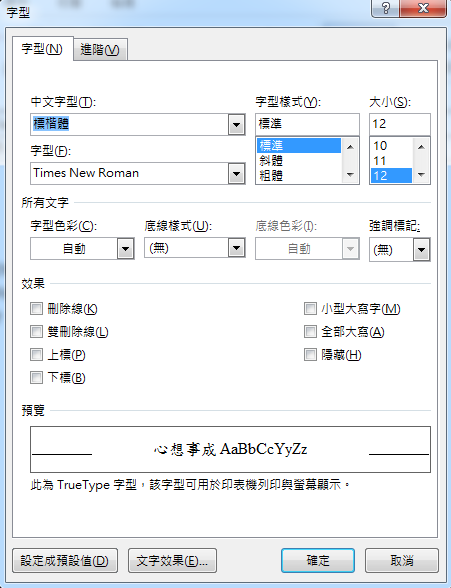 字型
字型(N) 進階(V)
中文字型(T): 字型樣式(Y): 大小(S):
標楷體 標準 12
標準 10
字型(F): 斜體 11
Times New Roman 粗體 12
所有文字
字型色彩(C): 底線樣式(U): 底線色彩(I): 強調標記:
自動 (無) 自動 (無)
效果
刪除線(K) 小型大寫字(M)
雙刪除線(L) 全部大寫(A)
上標(P) 隱藏(H)
下標(B)
預覽
心想事成 AaBbCcYyZz
此為 TrueType 字型，該字型可用於印表機列印與螢幕顯示。
設定成預設值(D) 文字效果(E)... 確定 取消